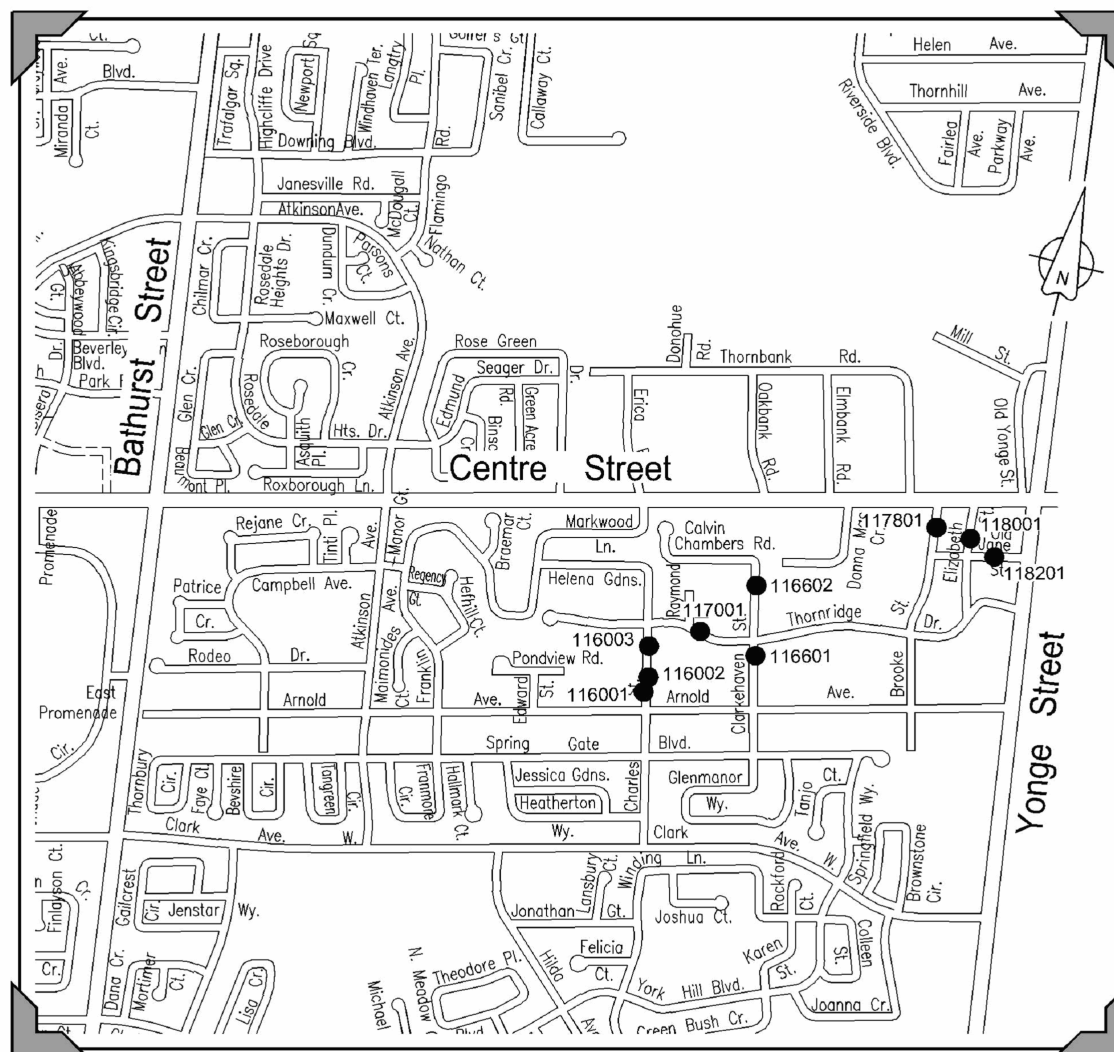 Ct.
Ave.
Blvd.
Miranda
Ct.
Trafalgar Sq.
Highcliffe Drive
Newport
Sq.
Windhaven Ter.
Langtry
Pl.
Rd.
Sanibel Cr.
Callaway Ct.
Downing Blvd.
Helen Ave.
Thornhill Ave.
Riverside Blvd.
Fairlea
Ave.
Parkway
Ave.
Janesville Rd.
Atkinson Ave.
McDougall
Ct.
Flamingo
Nathan Ct.
N
Kingsbridge Cir.
Abbeywood
Gt.
Bathurst Street
Chilmar Cr.
Rosedale
Heights Dr.
Dundurn Cr.
Parsons
Ct.
Maxwell Ct.
Dr.
Beverley
Blvd.
Park
Roseborough
Cr.
Atkinson Ave.
Rose Green
Dr.
Seager Dr.
Donohue
Rd.
Thornbank Rd.
Mill St.
Glen Cr.
Rosedale
Hts. Dr.
Glen Cr.
Asquith
Pl.
Edmund
Cr.
Rd.
Green Acre
Erica
Oakbank
Rd.
Elmbank
Rd.
Old Yonge St.
Beaumont Pl.
Roxborough Ln.
Centre Street
Promenade
Rejane Cr.
Tinti Pl.
Ave.
Manor
Gt.
Braemar
Ct.
Markwood
Ln.
Calvin
Chambers Rd.
Donna Mae
Cr.
117801
Elizabeth
118001
Jane
St.
118201
Patrice
Cr.
Campbell Ave.
Regency
Gt.
Hefhill Ct.
Helena Gdns.
Raymond
117001
116602
Thornridge Dr.
Atkinson
Ave.
Maimonides
Ct.
Franklin
116003
St.
116601
St.
Rodeo Dr.
Pondview Rd.
116002
Edward
St.
116001
St.
Clarkehaven
Brooke
East
Promenade
Cir.
Arnold Ave. Arnold Ave.
Yonge Street
Spring Gate Blvd.
Thornbury
Cir.
Faye Ct.
Bevshire
Cir.
Tangreen
Cir.
Franmore
Cir.
Hallmark
Ct.
Jessica Gdns.
Heatherton
Wy.
Charles
Glenmanor
Wy.
Tanjo
Ct.
Springfield Wy.
Clark Ave. W.
Clark Ave. W.
Brownstone
Cir.
Finlayson Ct.
Cr.
Cr.
Gailcrest
Cir.
Jenstar Wy.
Lansbury
Ct.
Winding Ln.
Rockford
Ct.
Jonathan Gt.
Joshua Ct.
Felicia
Ct.
Karen
St.
St.
Colleen
Dana Cr.
Mortimer
Ct.
Lisa Cr.
Michael
N. Meadow
Theodore Pl.
Blvd.
Hilda
Ave.
York Hill Blvd.
Green Bush Cr.
Joanna Cr.